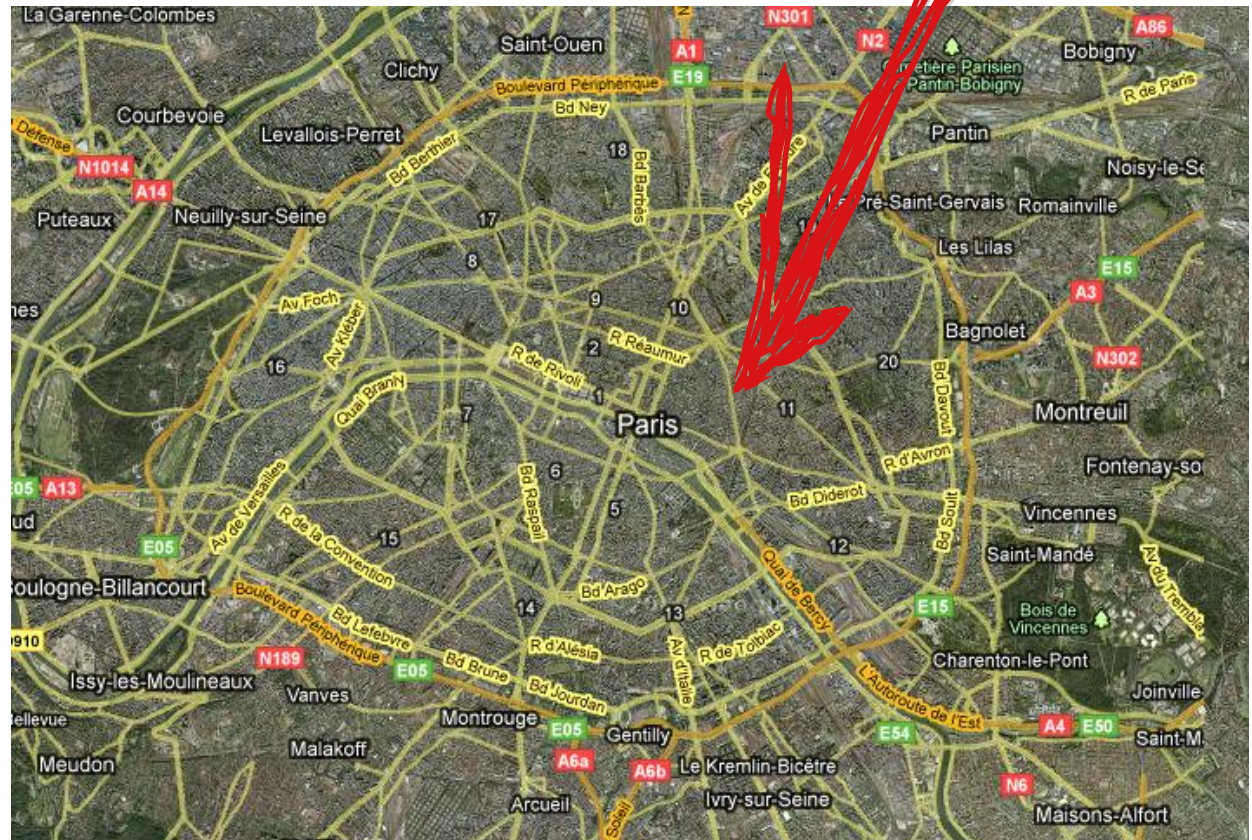 La Garenne-Colombes
N301
A86
N2
A1
Saint-Ouen
Bobigny
Clichy
E19
Cimetière Parisien
Pantin-Bobigny
Boulevard Périphérique
R de Paris
Bd Ney
Courbevoie
Levallois-Perret
Pantin
Défense
18
Bd Berthier
Bd Barbès
N1014
Noisy-le-Se
A14
Av de
Puteaux
Neuilly-sur-Seine
17
Pré-Saint-Gervais
Romainville
Les Lilas
8
E15
A3
Av Foch
9
10
nes
Av Kléber
Bagnolet
R Réaumur
2
R de Rivoli
N302
16
20
Quai Branly
Bd Davout
1
7
11
Montreuil
Paris
R d'Avron
6
Fontenay-so
E05
A13
Av de Versailles
Bd Raspail
Bd Diderot
5
Vincennes
ud
R de la Convention
Bd Soult
15
12
E05
Saint-Mandé
Quai de Bercy
Av du Trembla
oulogne-Billancourt
Boulevard Périphérique
Bd Arago
14
13
E15
Bois de
Vincennes
Bd Lefebvre
R d'Alésia
R de Tolbiac
910
N189
E05
Bd Brune
Av d'Italie
Charenton-le-Pont
Issy-les-Moulineaux
Vanves
Bd Jourdan
L'Autoroute de l'Est
Joinville
ellevue
Montrouge
E05
Gentilly
E54
A4
E50
Saint-M
Malakoff
Meudon
A6a
A6b
Le Kremlin-Bicêtre
N6
Arcueil
Soleil
Ivry-sur-Seine
Maisons-Alfort